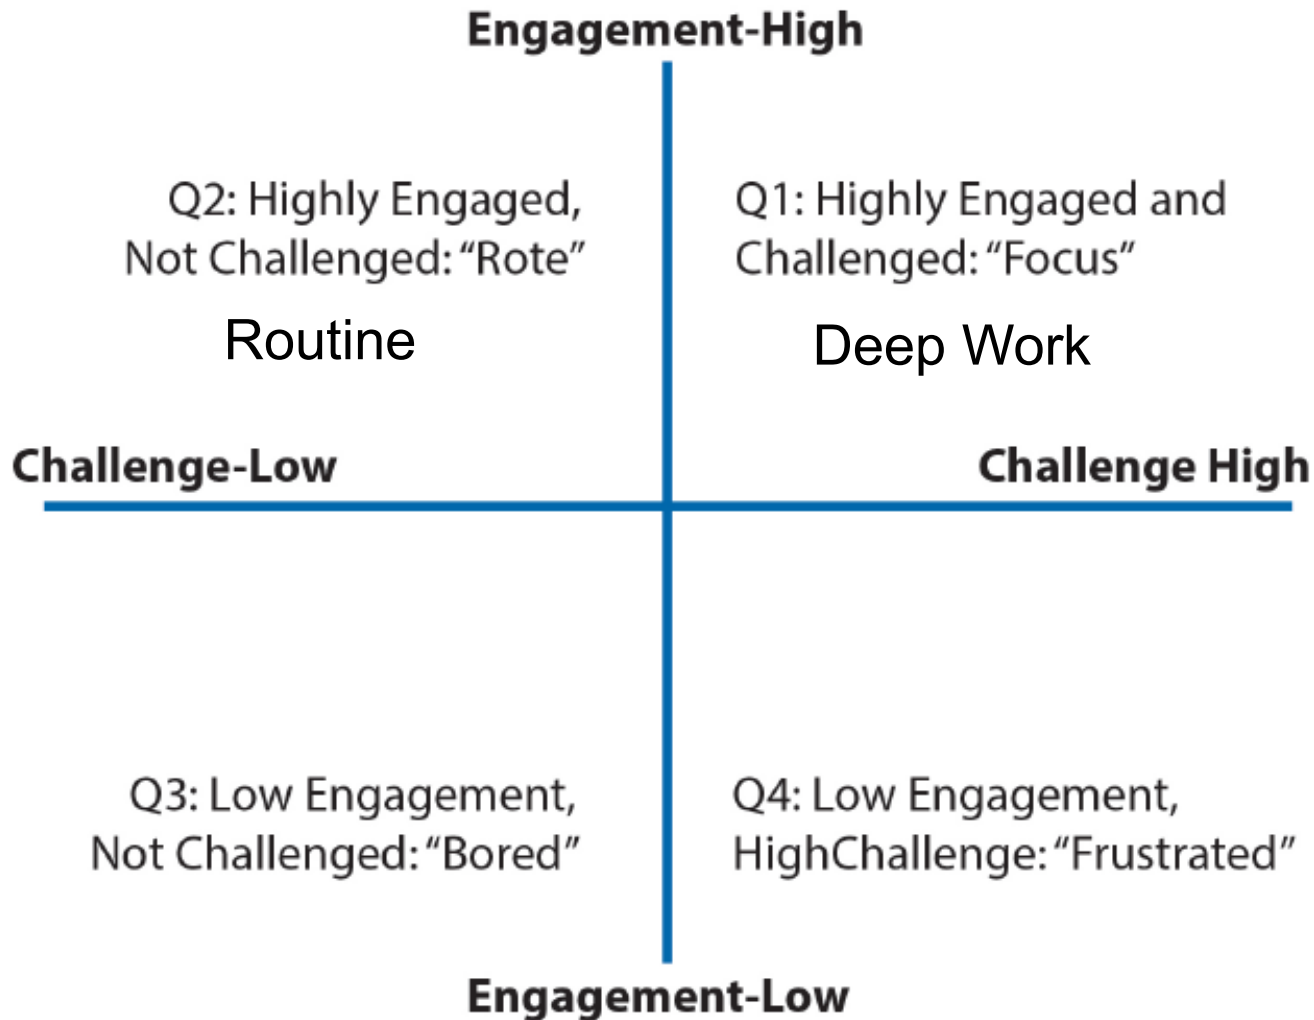 Engagement-High
Q2: Highly Engaged,
Not Challenged: “Rote”
Routine
Q1: Highly Engaged and
Challenged: “Focus”
Deep Work
Challenge-Low
Challenge High
Q3: Low Engagement,
Not Challenged: “Bored”
Q4: Low Engagement,
HighChallenge: “Frustrated”
Engagement-Low